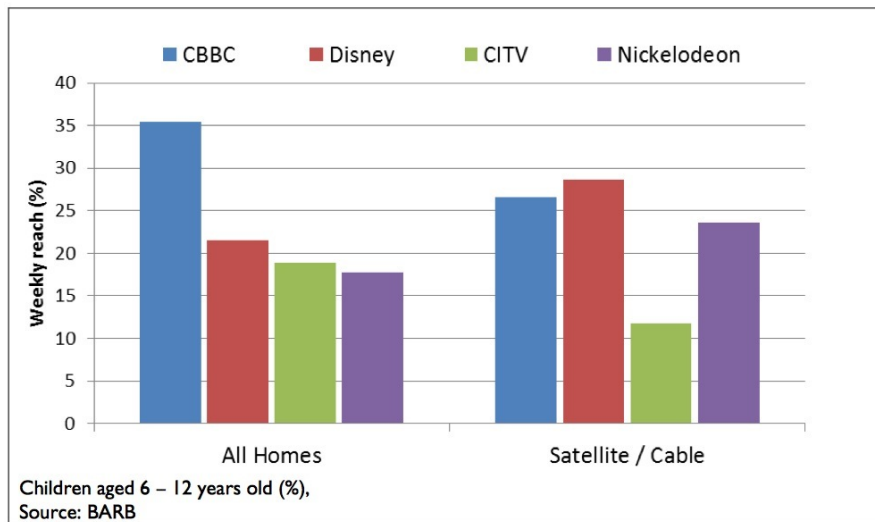 CBBC Disney CITV Nickelodeon
40
35
30
25
20
15
10
5
0
Weekly reach (%)
All Homes Satellite / Cable
Children aged 6 – 12 years old (%),
Source: BARB